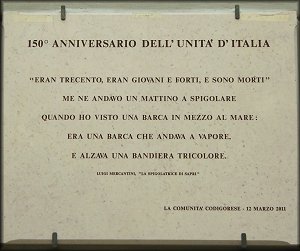 150° ANNIVERSARIO DELL' UNITA' D' ITALIA
"ERAN TRECENTO, ERAN GIOVANI E FORTI, E SONO MORTI"
ME NE ANDAVO UN MATTINO A SPIGOLARE
QUANDO HO VISTO UNA BARCA IN MEZZO AL MARE:
ERA UNA BARCA CHE ANDAVA A VAPORE,
E ALZAVA UNA BANDIERA TRICOLORE.
LUIGI MERCANTINI, "LA SPIGOLATRICE DI SAPRI"
LA COMUNITA' CODIGORESE - 12 MARZO 2011